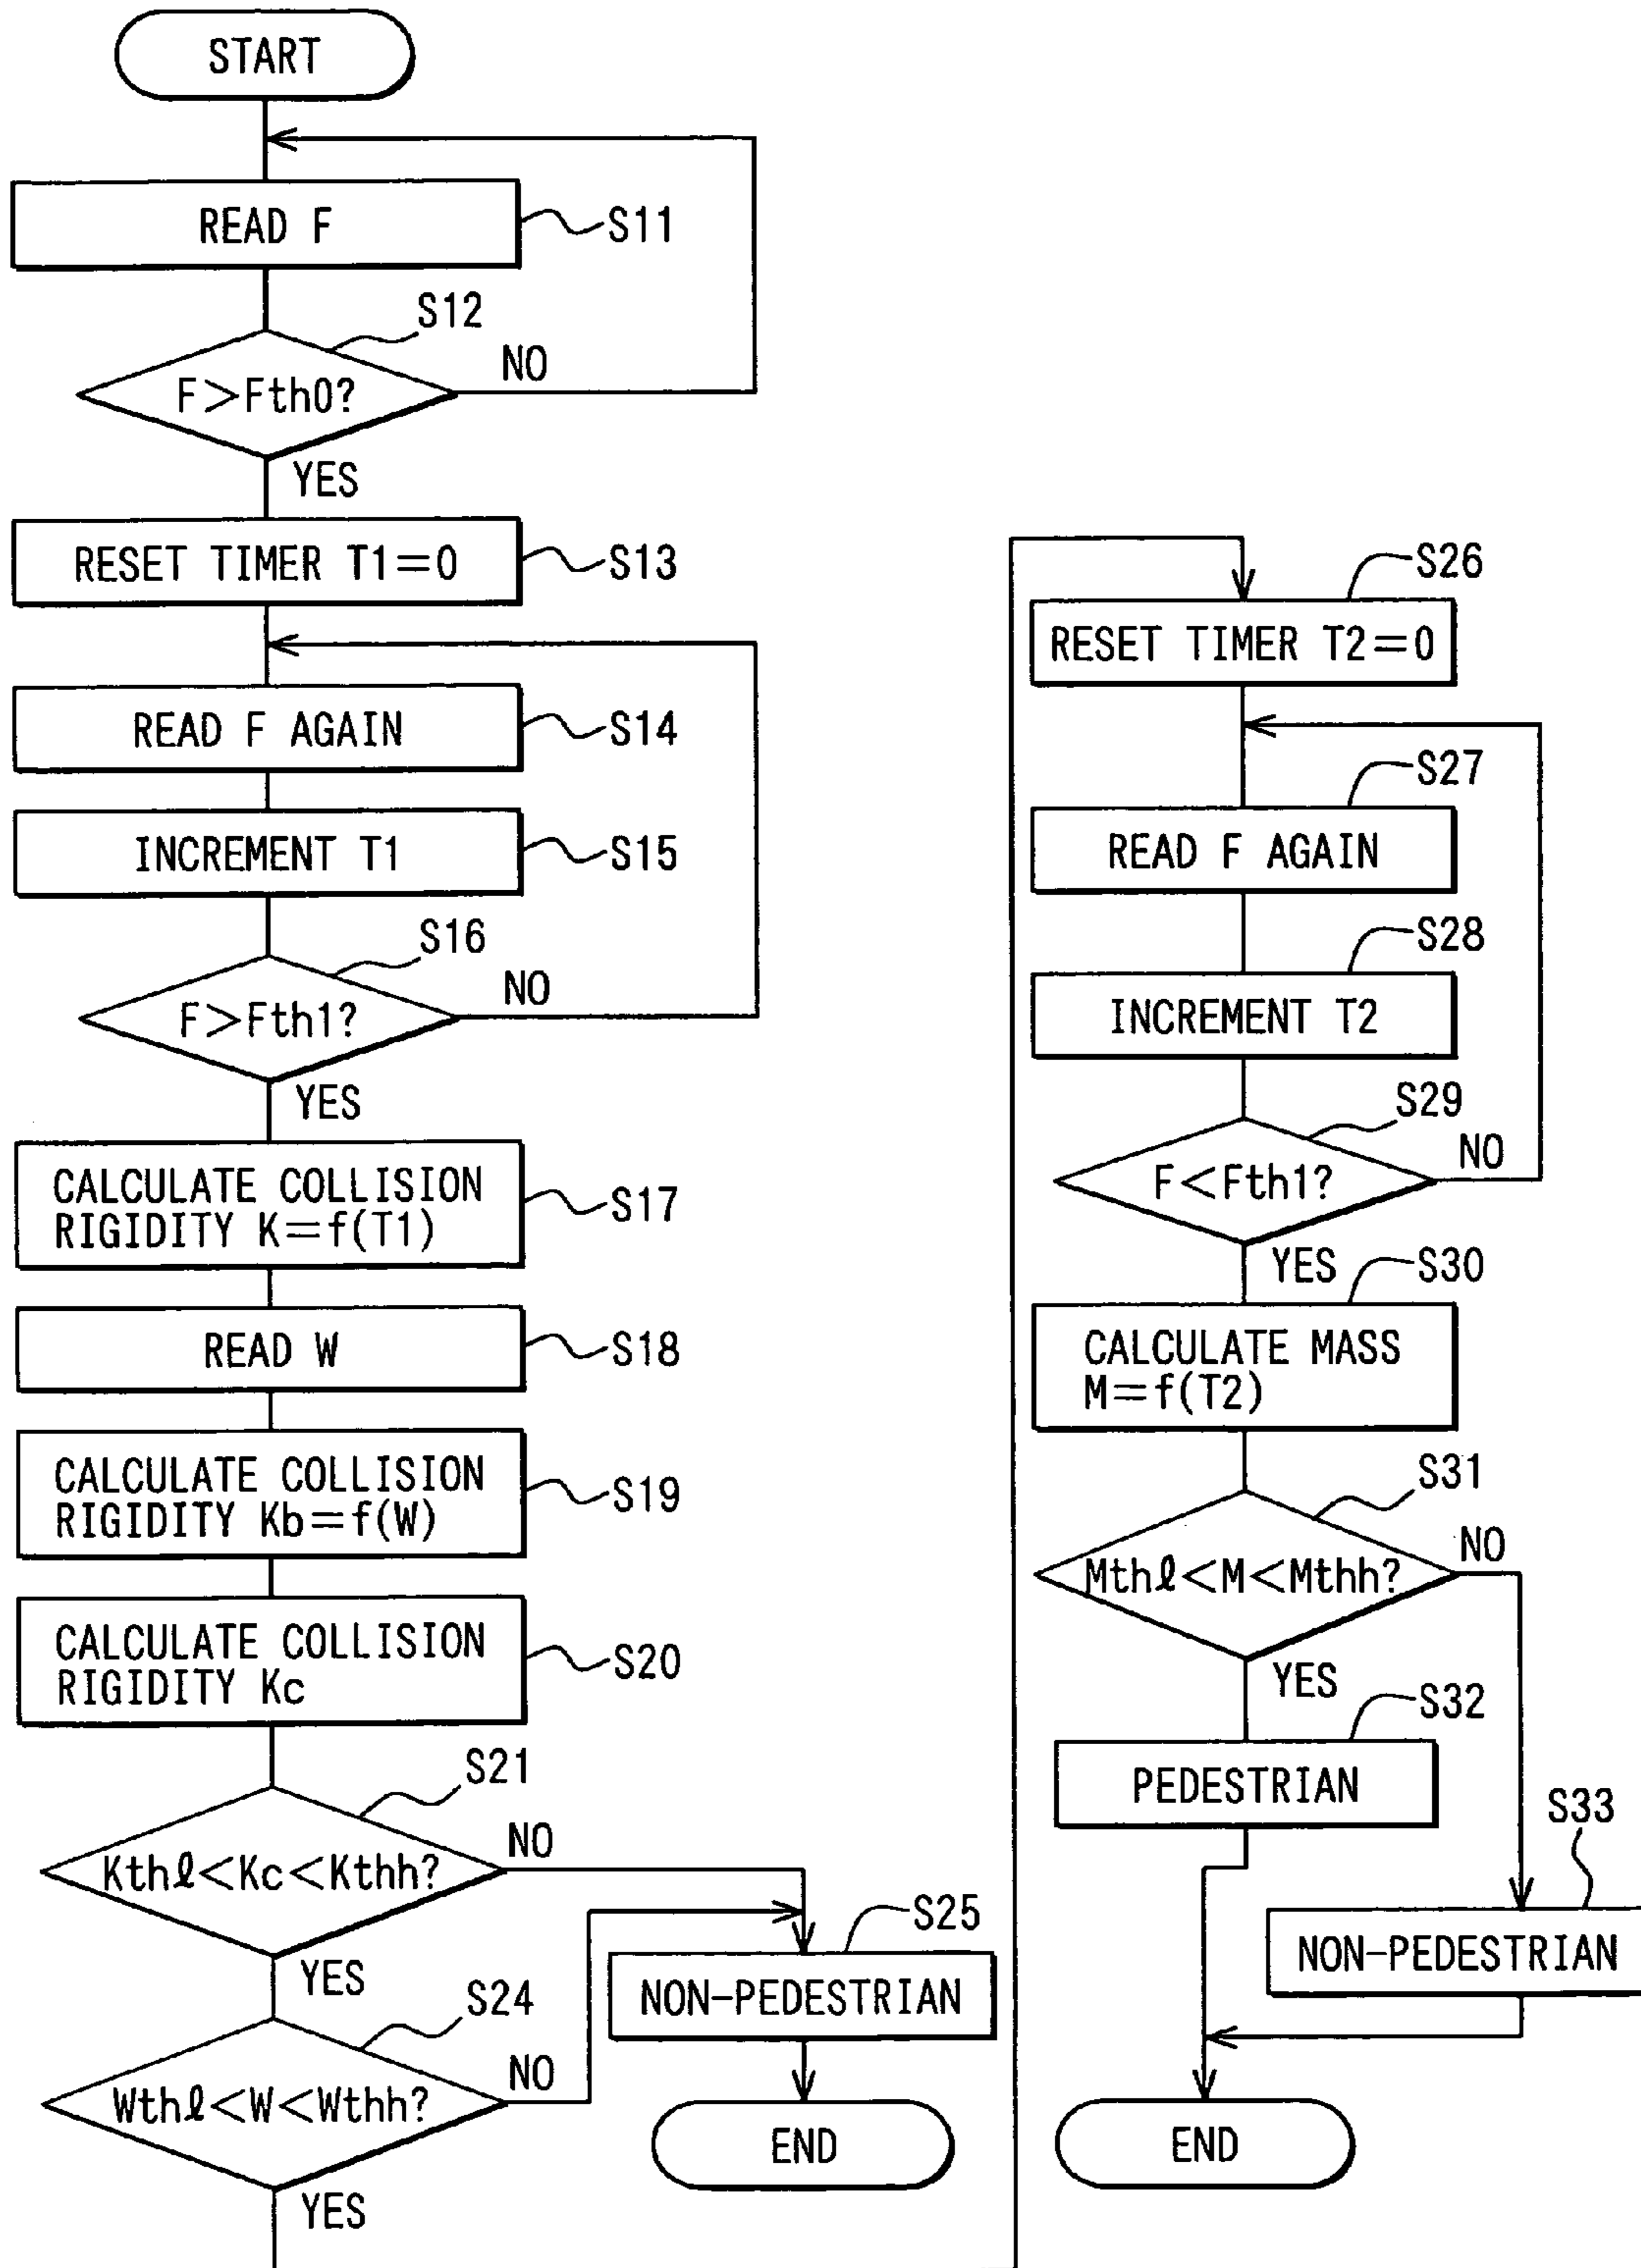 START
READ F
S11
S12
F>Fth0?
NO
YES
RESET TIMER T1=0
S13
READ F AGAIN
S14
INCREMENT T1
S15
S16
F>Fth1?
NO
YES
CALCULATE COLLISION
RIGIDITY K=f(T1)
S17
READ W
S18
CALCULATE COLLISION
RIGIDITY Kb=f(W)
S19
CALCULATE COLLISION
RIGIDITY Kc
S20
S21
Kthℓ<Kc<Kthh?
NO
YES
S24
Wthℓ<W<Wthh?
NO
YES
S25
NON-PEDESTRIAN
END
S26
RESET TIMER T2=0
S27
READ F AGAIN
S28
INCREMENT T2
S29
F<Fth1?
NO
YES
S30
CALCULATE MASS
M=f(T2)
S31
Mthℓ<M<Mthh?
NO
YES
S32
PEDESTRIAN
S33
NON-PEDESTRIAN
END